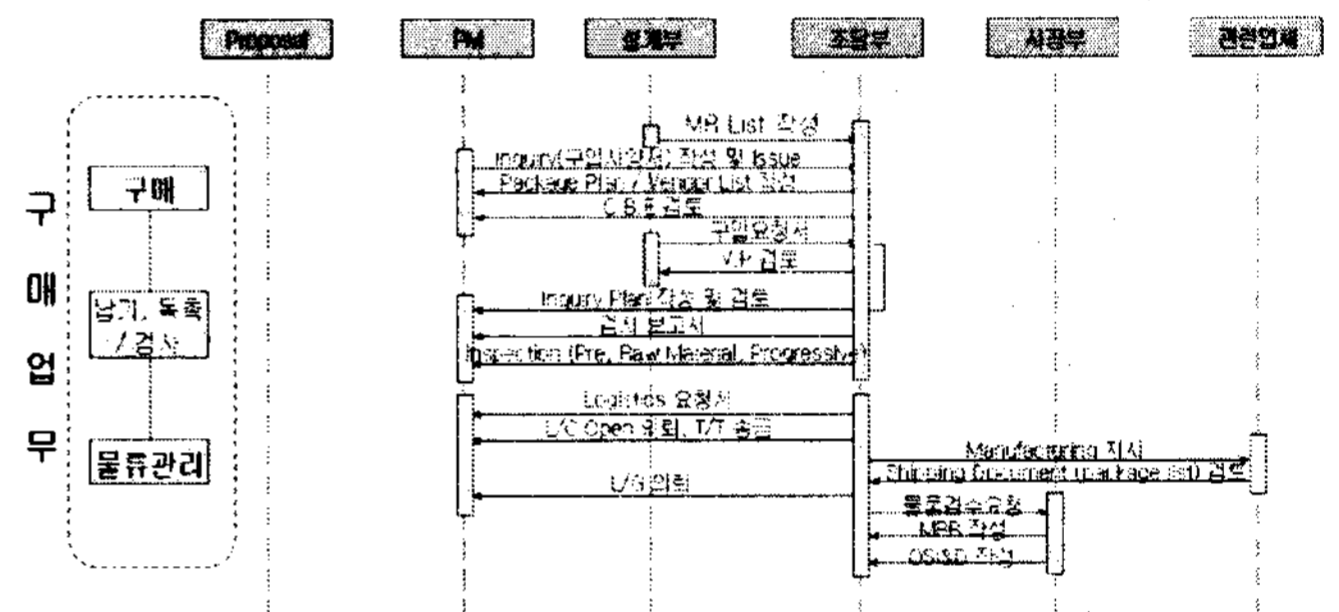 Proposal
PM
설계부
조달부
시장부
관련업체
구매업무
구매
납기, 독촉
/ 검사
물류관리
MR List 작성
Inquiry(구입사양서) 작성 및 Issue
Package Plan / Vendor List 작성
C.B.E 검토
구입요청서
V.P 검토
Inquiry Plan 작성 및 검토
검사 보고서
Inspection (Pre, Raw Material, Progressive)
Logistics 요청서
L/C Open 의뢰, T/T 송금
Manufacturing 지시
Shipping Document (package list) 검토
L/G 의뢰
물류검수요청
MRR 작성
OS&D 작성